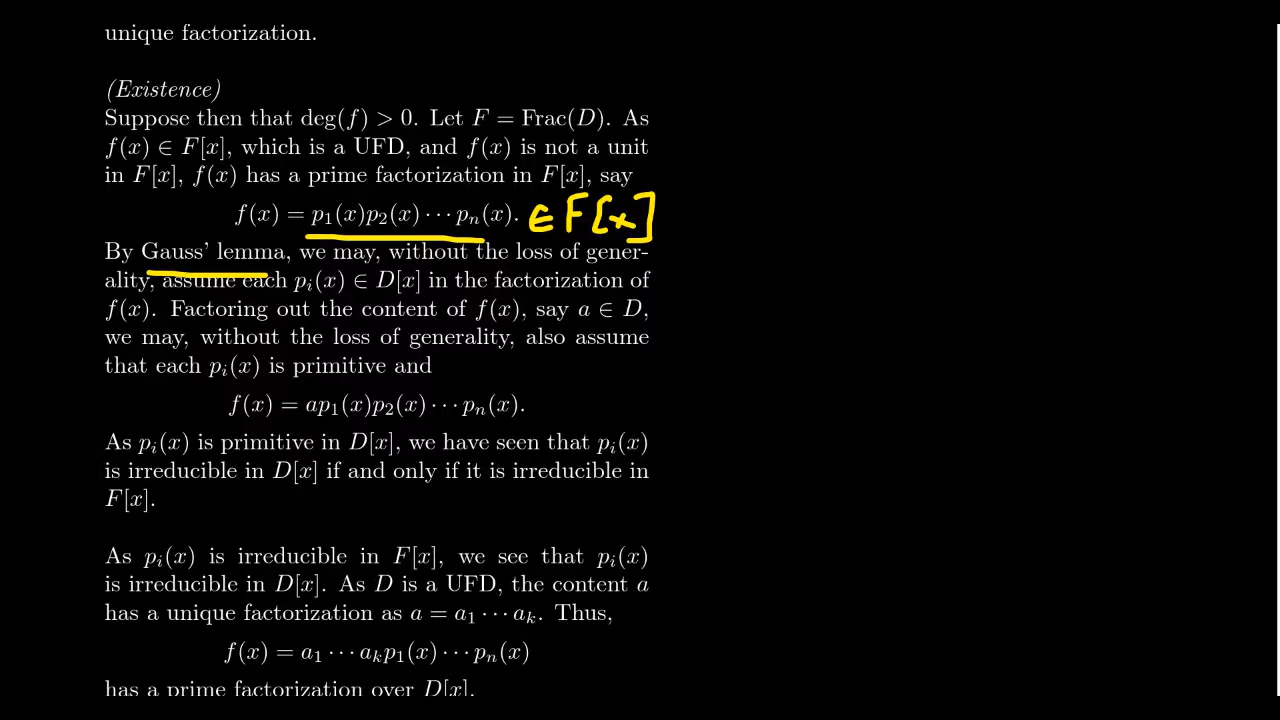 unique factorization.
(Existence)
Suppose then that deg(f) > 0. Let F = Frac(D). As
f(x) ∈ F[x], which is a UFD, and f(x) is not a unit
in F[x], f(x) has a prime factorization in F[x], say
f(x) = p₁(x)p₂(x) ⋯ pₙ(x). ∈ F[x]
By Gauss' lemma, we may, without the loss of gener-
ality, assume each pᵢ(x) ∈ D[x] in the factorization of
f(x). Factoring out the content of f(x), say a ∈ D,
we may, without the loss of generality, also assume
that each pᵢ(x) is primitive and
f(x) = ap₁(x)p₂(x) ⋯ pₙ(x).
As pᵢ(x) is primitive in D[x], we have seen that pᵢ(x)
is irreducible in D[x] if and only if it is irreducible in
F[x].
As pᵢ(x) is irreducible in F[x], we see that pᵢ(x)
is irreducible in D[x]. As D is a UFD, the content a
has a unique factorization as a = a₁ ⋯ aₖ. Thus,
f(x) = a₁ ⋯ aₖp₁(x) ⋯ pₙ(x)
has a prime factorization over D[x].